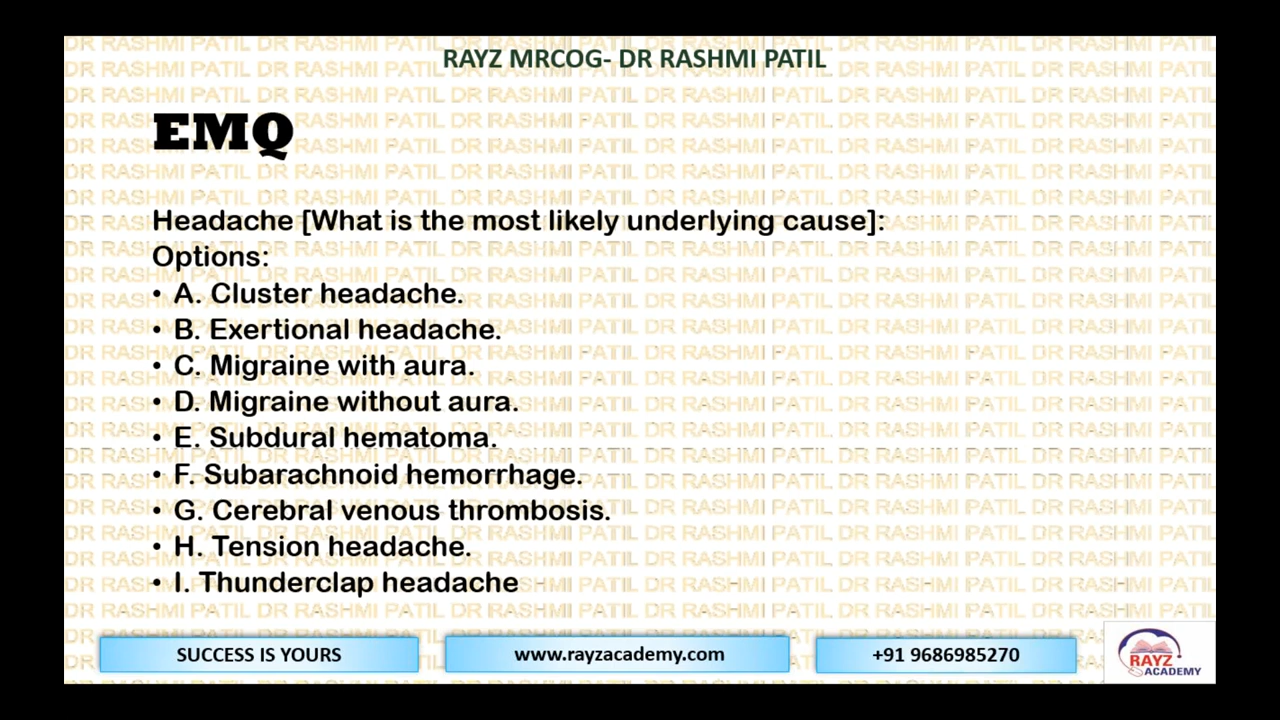 RAYZ MRCOG- DR RASHMI PATIL
EMQ
Headache [What is the most likely underlying cause]:
Options:
• A. Cluster headache.
• B. Exertional headache.
• C. Migraine with aura.
• D. Migraine without aura.
• E. Subdural hematoma.
• F. Subarachnoid hemorrhage.
• G. Cerebral venous thrombosis.
• H. Tension headache.
• I. Thunderclap headache
SUCCESS IS YOURS
www.rayzacademy.com
+91 9686985270
RAYZ
ACADEMY